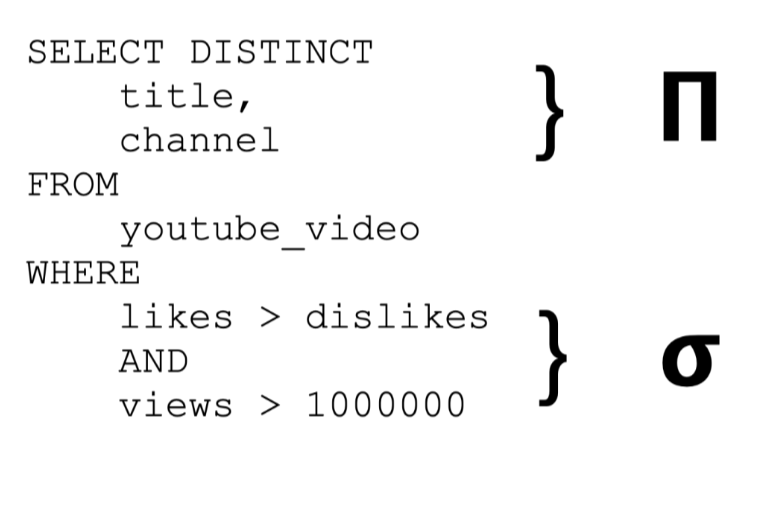 SELECT DISTINCT
title,
channel
} Π
FROM
youtube_video
WHERE
likes > dislikes
AND
views > 1000000
} σ